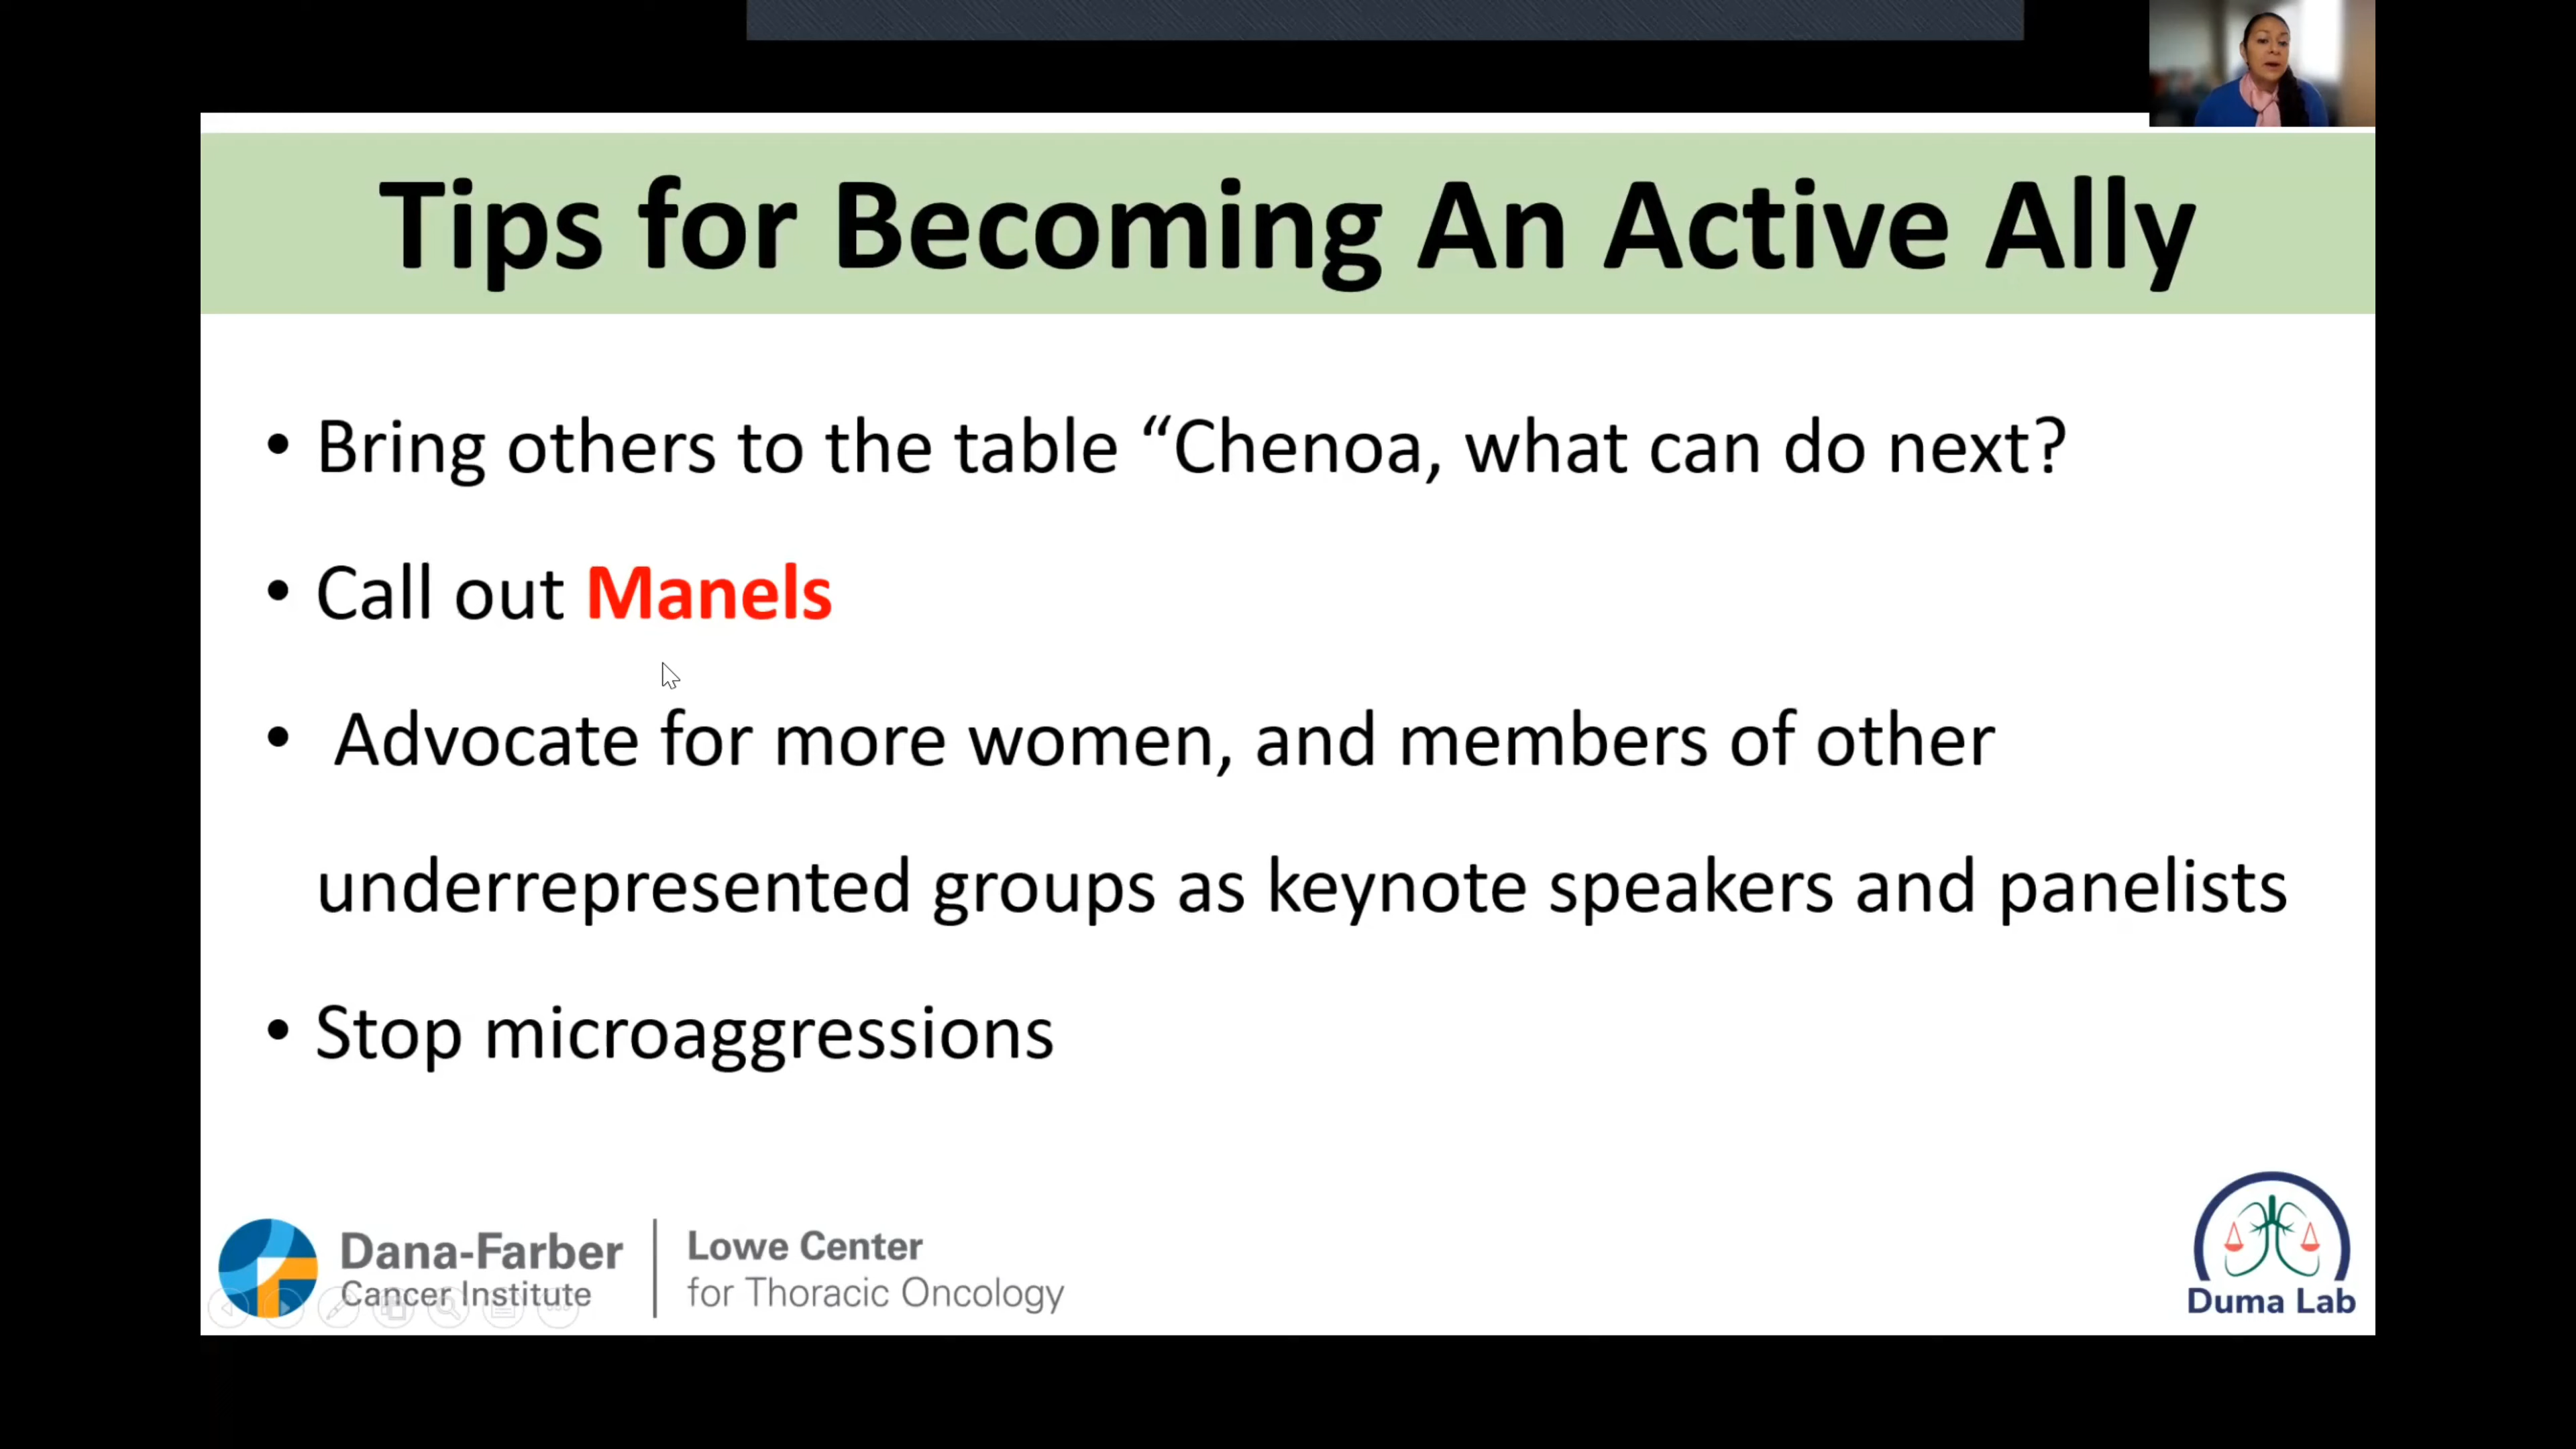 Tips for Becoming An Active Ally
• Bring others to the table “Chenoa, what can do next?
• Call out Manels
• Advocate for more women, and members of other
underrepresented groups as keynote speakers and panelists
• Stop microaggressions
Dana-Farber
Cancer Institute
Lowe Center
for Thoracic Oncology
Duma Lab